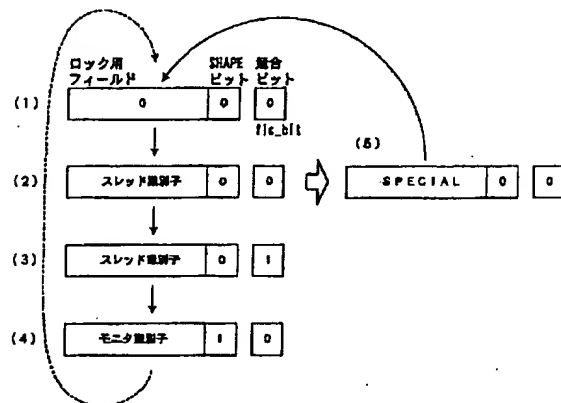 ロック用 SHAPE 競合
フィールド ビット ビット
(1) 0 0 0
flc_bit
(5)
(2) スレッド識別子 0 0
SPECIAL 0 0
(3) スレッド識別子 0 1
(4) モニタ識別子 1 0